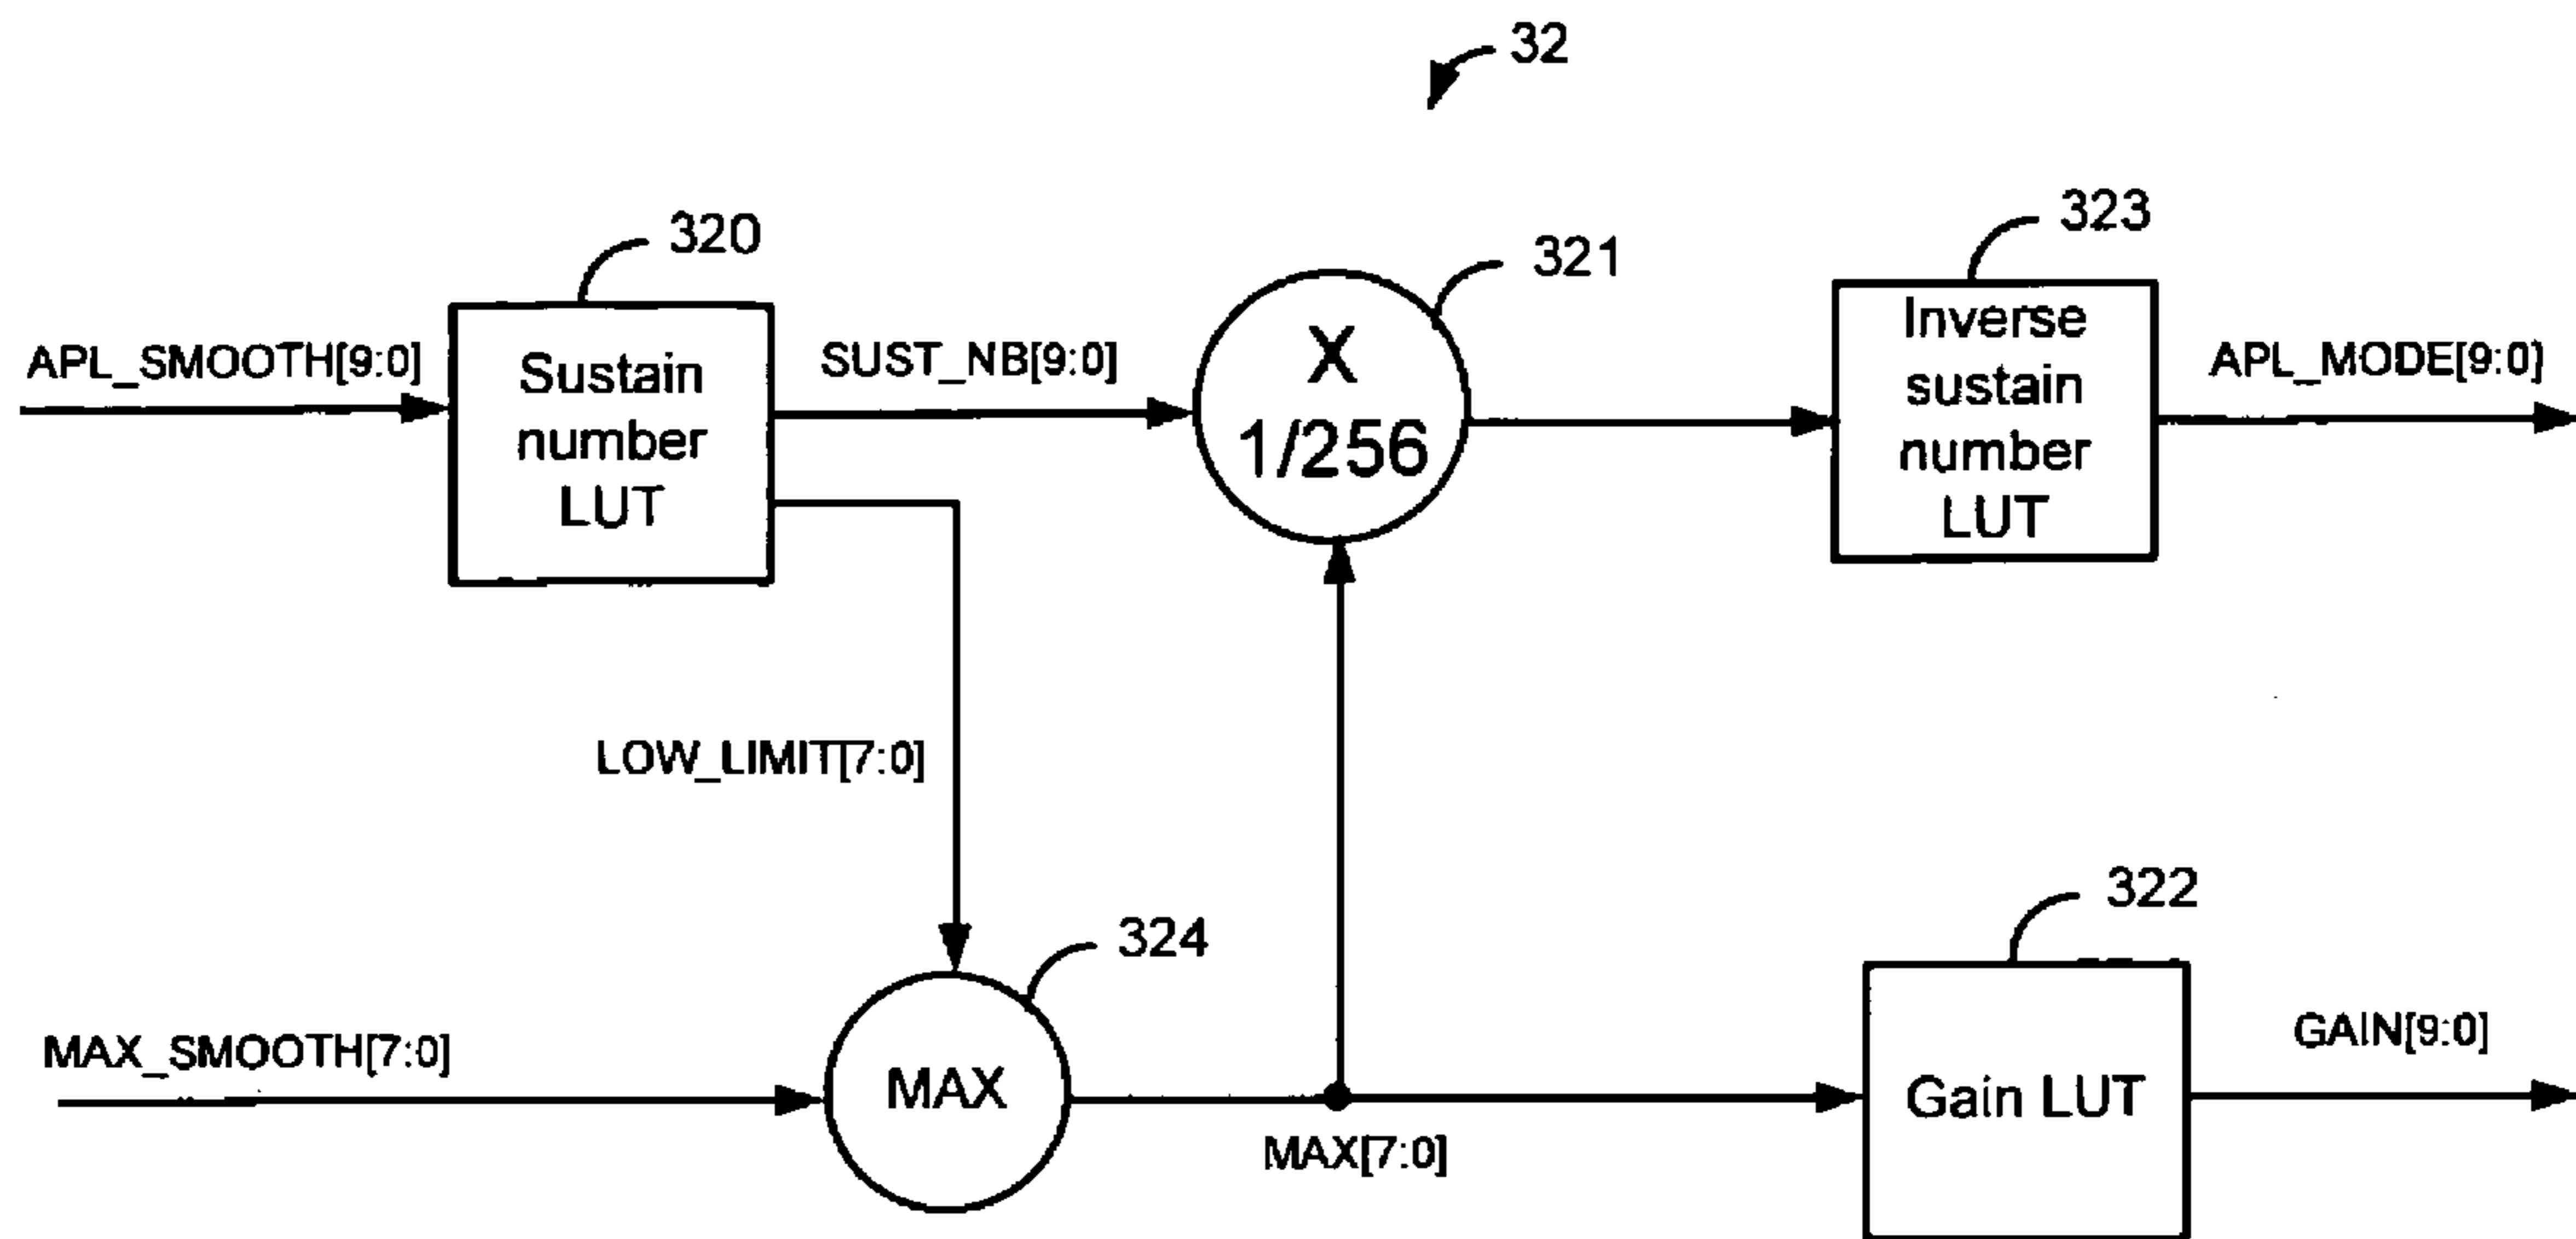 32
320
321
323
APL_SMOOTH[9:0]
Sustain
number
LUT
SUST_NB[9:0]
X
1/256
Inverse
sustain
number
LUT
APL_MODE[9:0]
LOW_LIMIT[7:0]
324
322
MAX_SMOOTH[7:0]
MAX
MAX[7:0]
Gain LUT
GAIN[9:0]